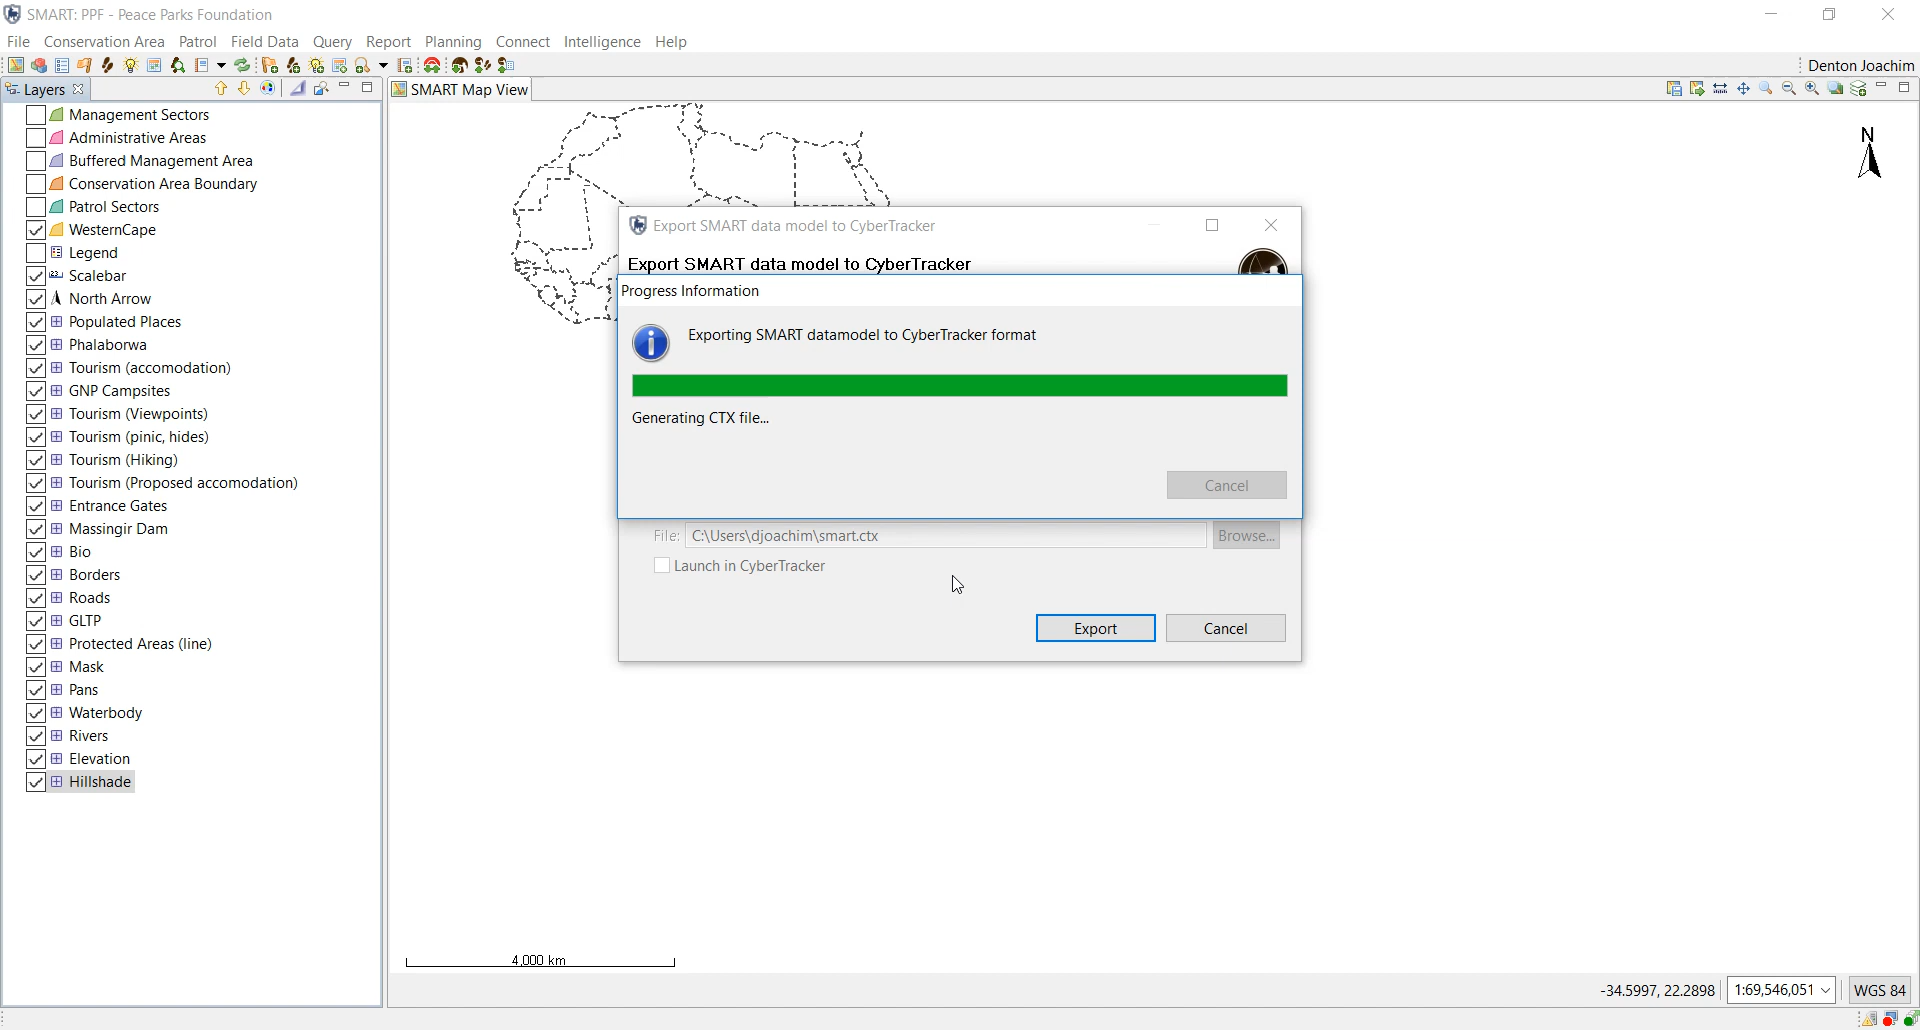 SMART: PPF - Peace Parks Foundation
File Conservation Area Patrol Field Data Query Report Planning Connect Intelligence Help
Denton Joachim
Layers
SMART Map View
Management Sectors
Administrative Areas
Buffered Management Area
Conservation Area Boundary
Patrol Sectors
WesternCape
Legend
Scalebar
North Arrow
Populated Places
Phalaborwa
Tourism (accomodation)
GNP Campsites
Tourism (Viewpoints)
Tourism (pinic, hides)
Tourism (Hiking)
Tourism (Proposed accomodation)
Entrance Gates
Massingir Dam
Bio
Borders
Roads
GLTP
Protected Areas (line)
Mask
Pans
Waterbody
Rivers
Elevation
Hillshade
N
Export SMART data model to CyberTracker
Export SMART data model to CyberTracker
Progress Information
Exporting SMART datamodel to CyberTracker format
Generating CTX file...
Cancel
File: C:\Users\djoachim\smart.ctx Browse...
Launch in CyberTracker
Export Cancel
4,000 km
-34.5997, 22.2898 1:69,546,051 WGS 84